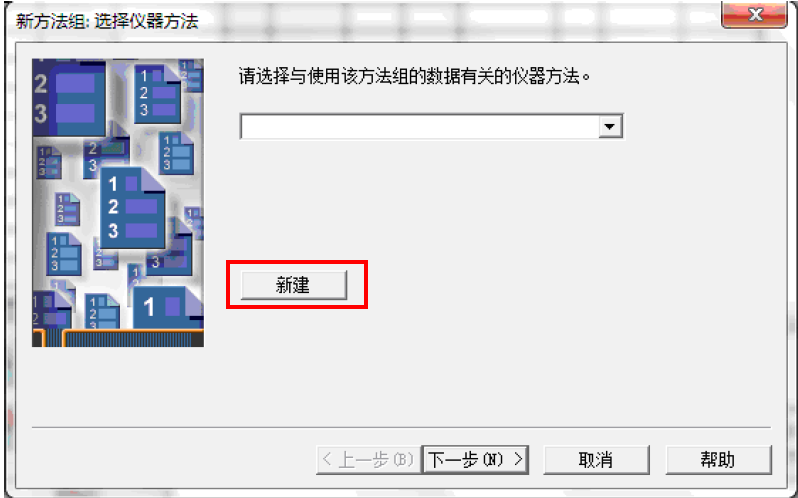 新方法组: 选择仪器方法
请选择与使用该方法组的数据有关的仪器方法。
新建
< 上一步(B)
下一步(N) >
取消
帮助